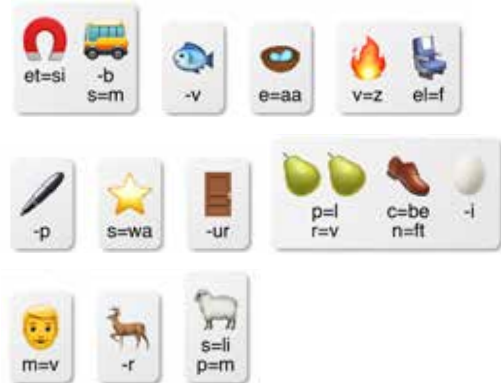 et=si -b
s=m
-v
e=aa
v=z el=f
-p
s=wa
-ur
p=l c=be -i
r=v n=ft
m=v
-r
s=li
p=m